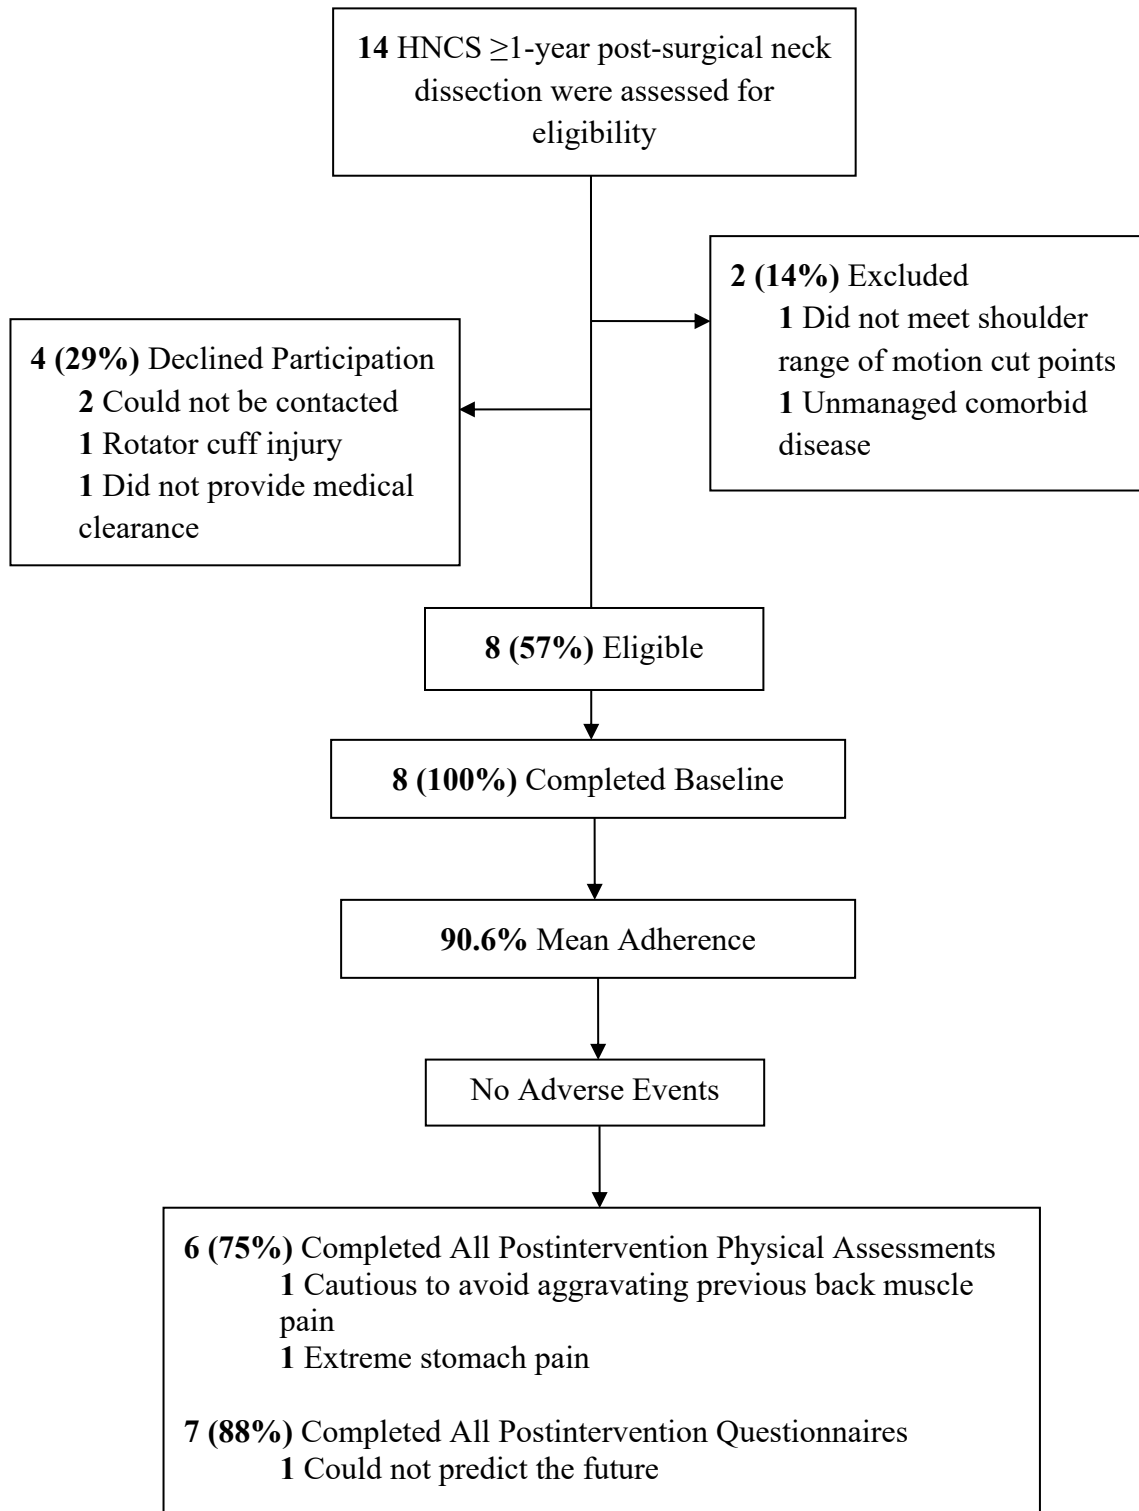 14 HNCS ≥1-year post-surgical neck
dissection were assessed for
eligibility
2 (14%) Excluded
1 Did not meet shoulder
range of motion cut points
1 Unmanaged comorbid
disease
4 (29%) Declined Participation
2 Could not be contacted
1 Rotator cuff injury
1 Did not provide medical
clearance
8 (57%) Eligible
8 (100%) Completed Baseline
90.6% Mean Adherence
No Adverse Events
6 (75%) Completed All Postintervention Physical Assessments
1 Cautious to avoid aggravating previous back muscle
pain
1 Extreme stomach pain
7 (88%) Completed All Postintervention Questionnaires
1 Could not predict the future